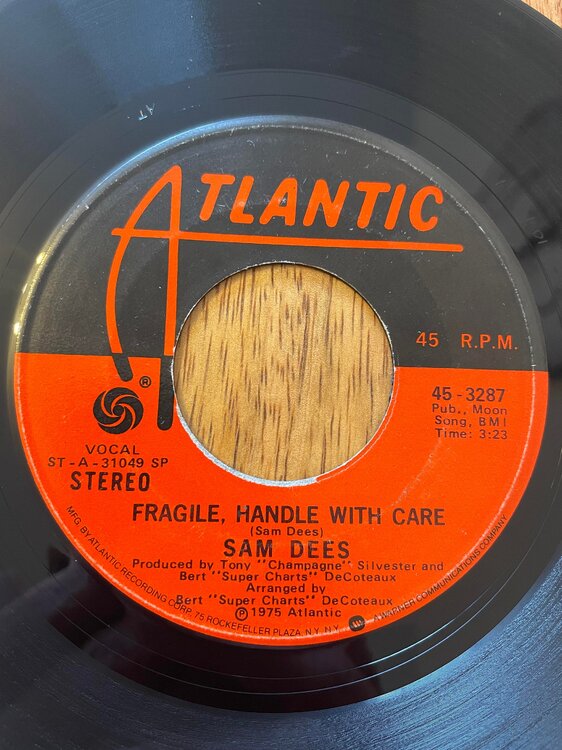 ATLANTIC
45 R.P.M.
45-3287
Pub., Moon
Song, BMI
Time: 3:23
®
VOCAL
ST-A-31049 SP
STEREO
FRAGILE, HANDLE WITH CARE
(Sam Dees)
SAM DEES
Produced by Tony "Champagne" Silvester and
Bert "Super Charts" DeCoteaux
Arranged by
Bert "Super Charts" DeCoteaux
℗1975 Atlantic
MFG. BY ATLANTIC RECORDING CORP. 75 ROCKEFELLER PLAZA, N.Y. N.Y. A WARNER COMMUNICATIONS COMPANY
AT